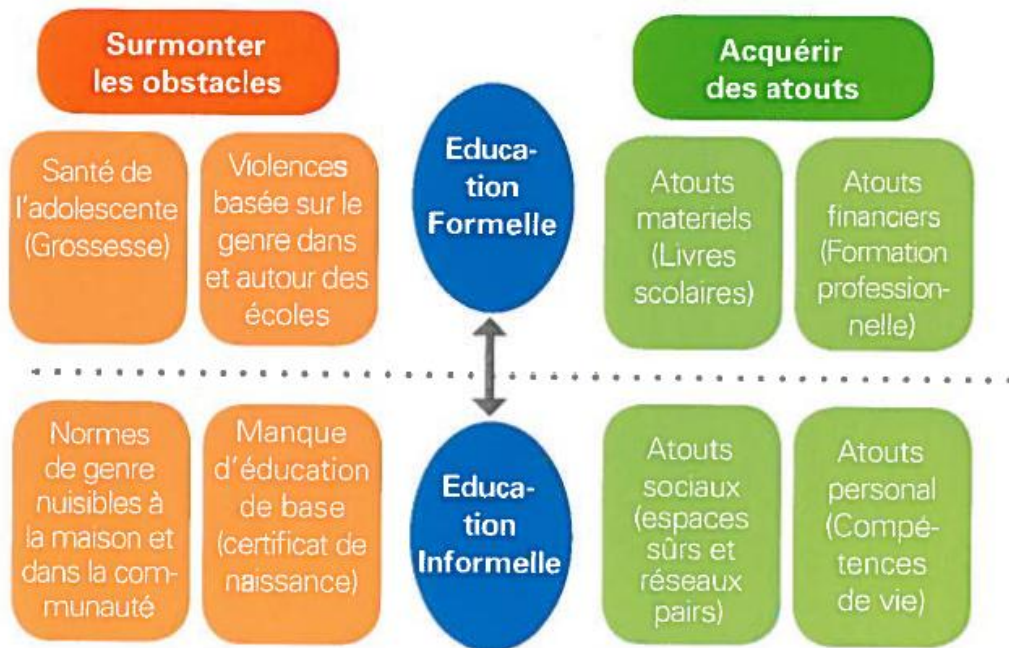 Surmonter
les obstacles
Acquérir
des atouts
Santé de
l'adolescente
(Grossesse)
Violences
basée sur le
genre dans
et autour des
écoles
Educa-
tion
Formelle
Atouts
materiels
(Livres
scolaires)
Atouts
financiers
(Formation
profession-
nelle)
Normes
de genre
nuisibles à
la maison et
dans la com-
munauté
Manque
d'éducation
de base
(certificat de
naissance)
Educa-
tion
Informelle
Atouts
sociaux
(espaces
sûrs et
réseaux
pairs)
Atouts
personal
(Compé-
tences
de vie)